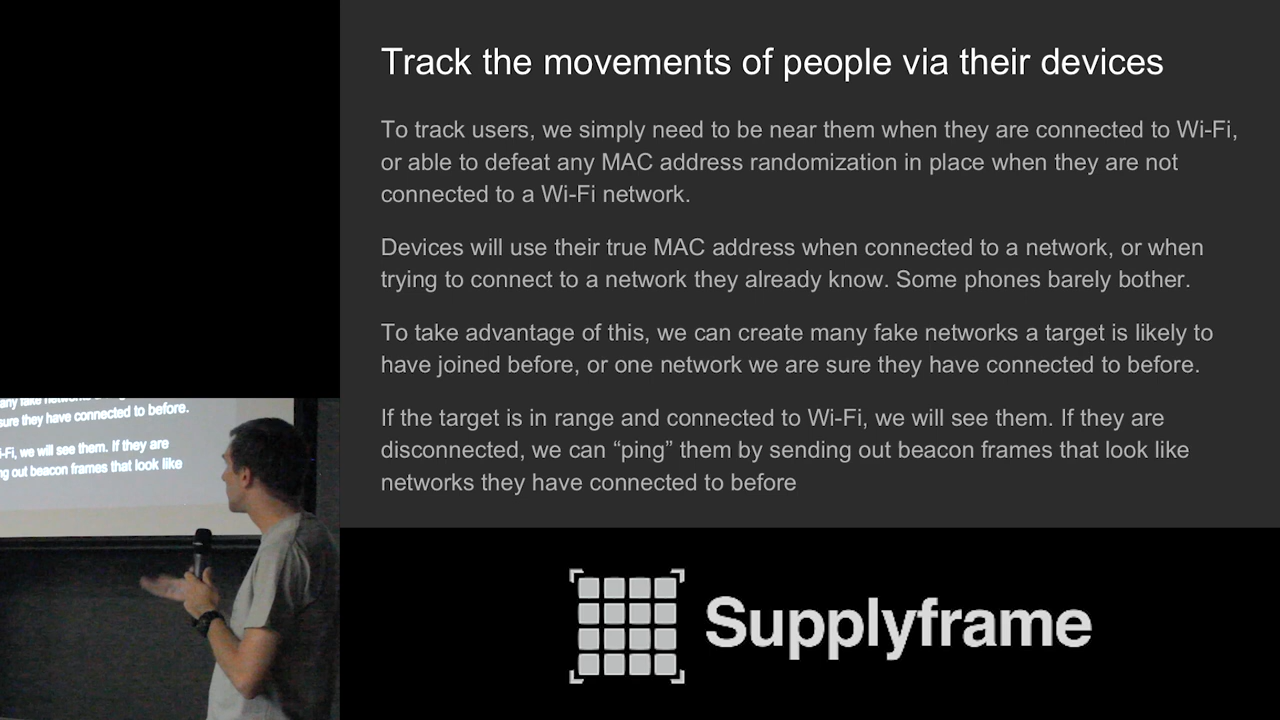 Track the movements of people via their devices
To track users, we simply need to be near them when they are connected to Wi-Fi,
or able to defeat any MAC address randomization in place when they are not
connected to a Wi-Fi network.
Devices will use their true MAC address when connected to a network, or when
trying to connect to a network they already know. Some phones barely bother.
To take advantage of this, we can create many fake networks a target is likely to
have joined before, or one network we are sure they have connected to before.
If the target is in range and connected to Wi-Fi, we will see them. If they are
disconnected, we can “ping” them by sending out beacon frames that look like
networks they have connected to before
any fake networks
sure they have connected to before.
i-Fi, we will see them. If they are
ng out beacon frames that look like
Supplyframe